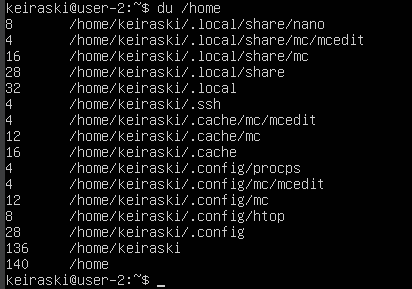 keiraski@user-2:~$ du /home
8 /home/keiraski/.local/share/nano
4 /home/keiraski/.local/share/mc/mcedit
16 /home/keiraski/.local/share/mc
28 /home/keiraski/.local/share
32 /home/keiraski/.local
4 /home/keiraski/.ssh
4 /home/keiraski/.cache/mc/mcedit
12 /home/keiraski/.cache/mc
16 /home/keiraski/.cache
4 /home/keiraski/.config/procps
4 /home/keiraski/.config/mc/mcedit
12 /home/keiraski/.config/mc
8 /home/keiraski/.config/htop
28 /home/keiraski/.config
136 /home/keiraski
140 /home
keiraski@user-2:~$ _